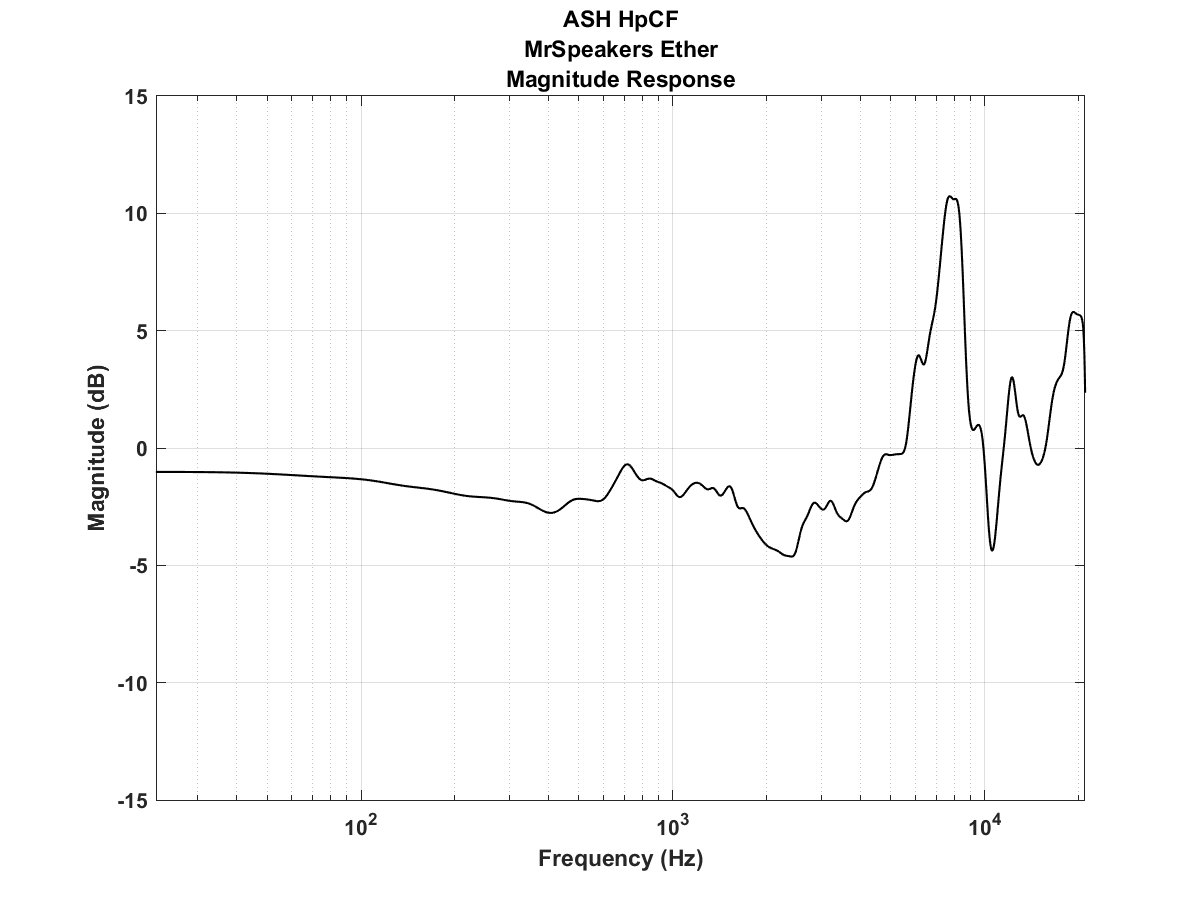 ASH HpCF
MrSpeakers Ether
Magnitude Response
15
10
5
0
-5
-10
-15
Magnitude (dB)
10²
10³
10⁴
Frequency (Hz)